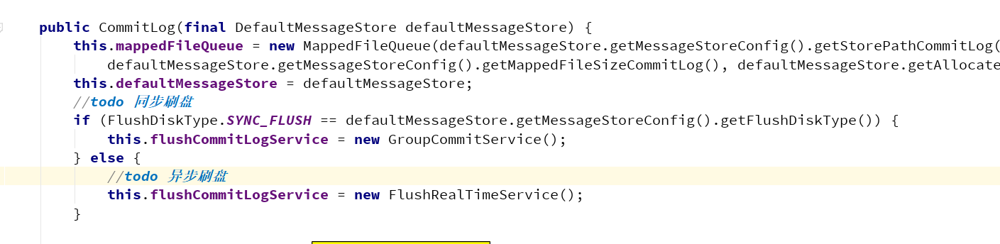 public CommitLog(final DefaultMessageStore defaultMessageStore) {
this.mappedFileQueue = new MappedFileQueue(defaultMessageStore.getMessageStoreConfig().getStorePathCommitLog(
defaultMessageStore.getMessageStoreConfig().getMappedFileSizeCommitLog(), defaultMessageStore.getAllocate
this.defaultMessageStore = defaultMessageStore;
//todo 同步刷盘
if (FlushDiskType.SYNC_FLUSH == defaultMessageStore.getMessageStoreConfig().getFlushDiskType()) {
this.flushCommitLogService = new GroupCommitService();
} else {
//todo 异步刷盘
this.flushCommitLogService = new FlushRealTimeService();
}